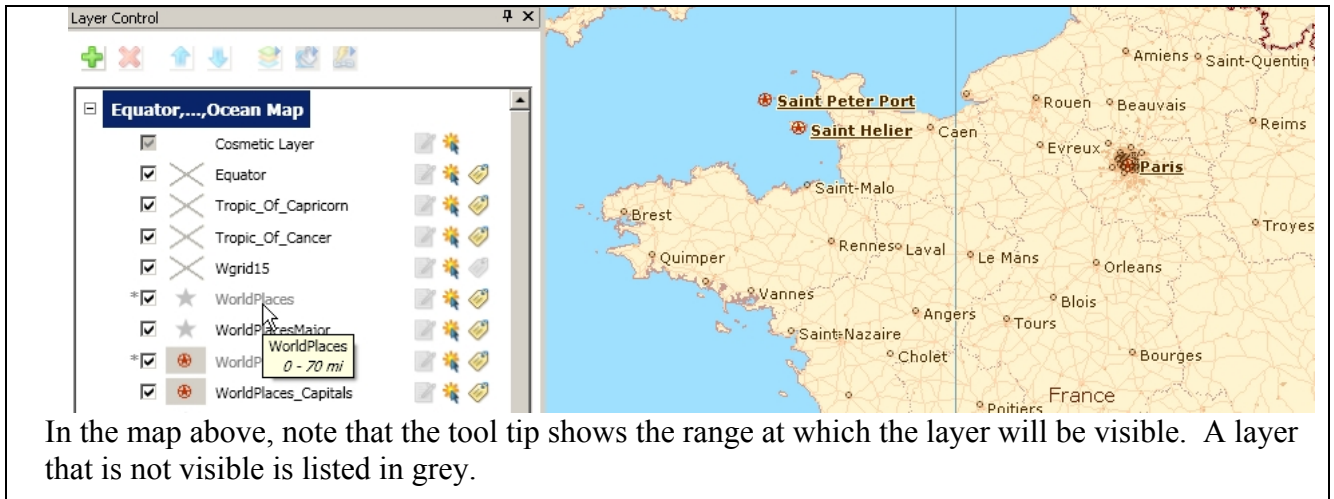 Layer Control
Equator,...,Ocean Map
Cosmetic Layer
Equator
Tropic_Of_Capricorn
Tropic_Of_Cancer
Wgrid15
*WorldPlaces
WorldPlacesMajor
WorldPlaces
0 - 70 mi
*WorldP
WorldPlaces_Capitals
Amiens
Saint-Quentin
Saint Peter Port
Rouen
Beauvais
Saint Helier
Caen
Reims
Evreux
Paris
Saint-Malo
Brest
Troyes
Rennes
Laval
Quimper
Le Mans
Orleans
Vannes
Blois
Angers
Tours
Saint-Nazaire
Cholet
Bourges
France
Poitiers
In the map above, note that the tool tip shows the range at which the layer will be visible. A layer
that is not visible is listed in grey.